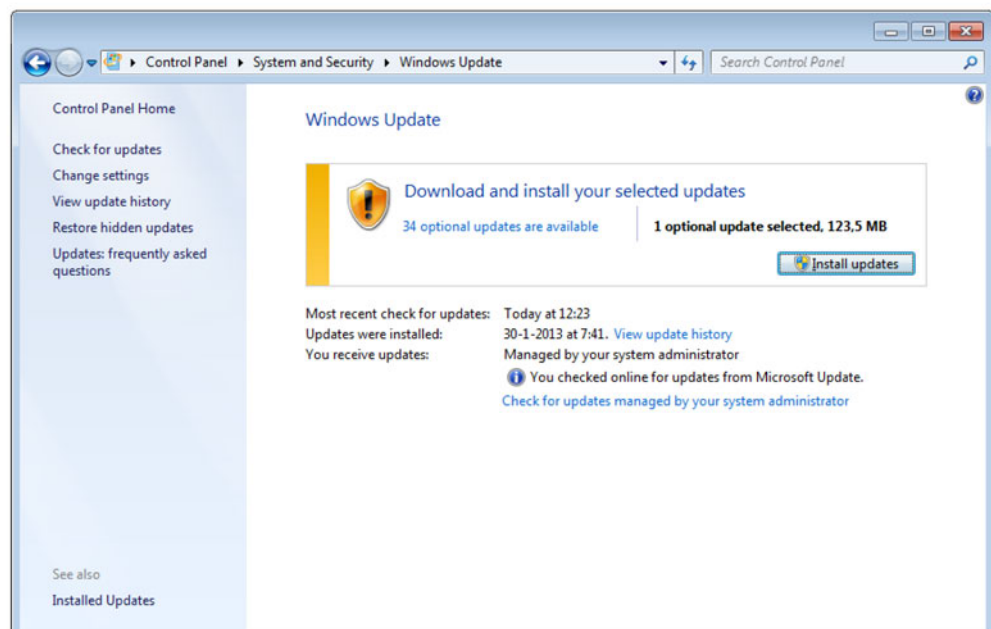 Control Panel ▸ System and Security ▸ Windows Update
Search Control Panel
Control Panel Home
Check for updates
Change settings
View update history
Restore hidden updates
Updates: frequently asked
questions
See also
Installed Updates
Windows Update
Download and install your selected updates
34 optional updates are available
1 optional update selected, 123,5 MB
Install updates
Most recent check for updates: Today at 12:23
Updates were installed: 30-1-2013 at 7:41. View update history
You receive updates: Managed by your system administrator
You checked online for updates from Microsoft Update.
Check for updates managed by your system administrator